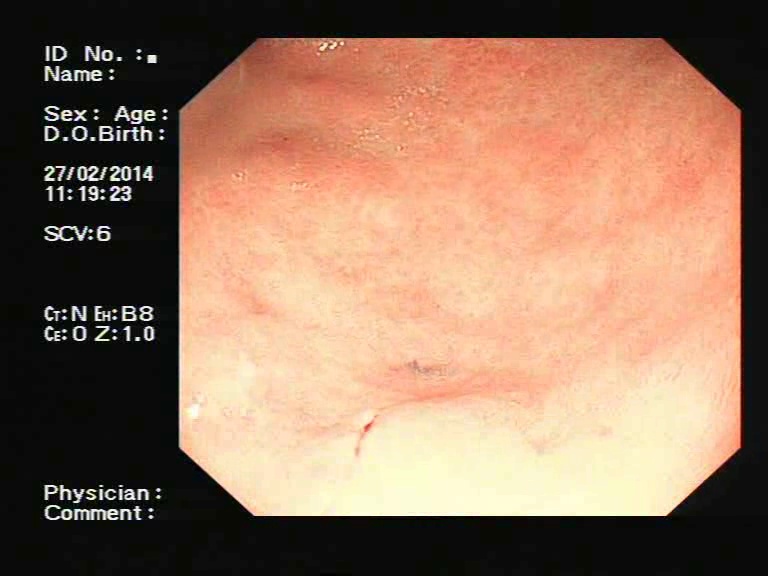 ID No. :
Name:
Sex: Age:
D.O.Birth:
27/02/2014
11:19:23
SCV:6
CT:N EH:B8
CE:0 Z:1.0
Physician:
Comment: